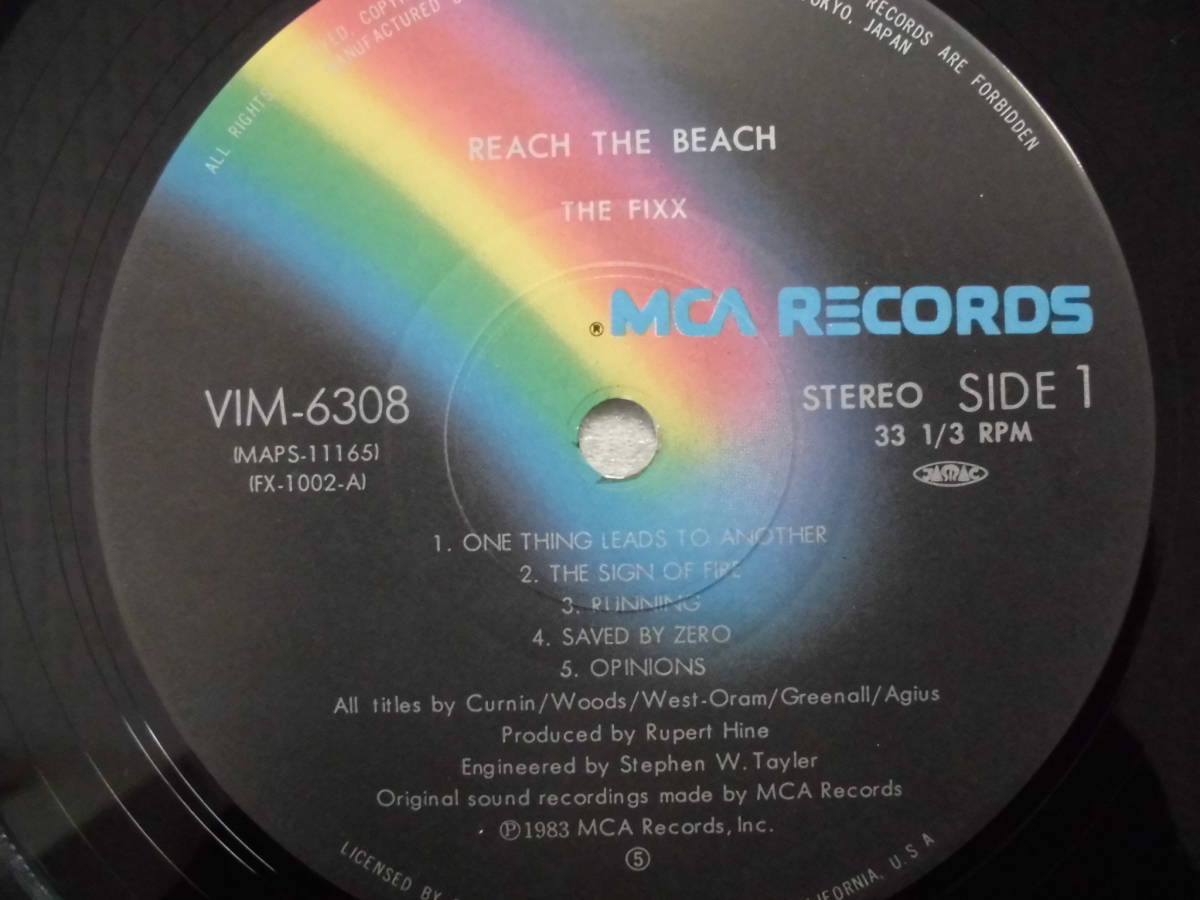 ALL RIGHTS
MANUFACTURED
TOKYO, JAPAN
RECORDS ARE FORBIDDEN
REACH THE BEACH
THE FIXX
® MCA RECORDS
VIM-6308
(MAPS-11165)
(FX-1002-A)
STEREO SIDE 1
33 1/3 RPM
JASRAC
1. ONE THING LEADS TO ANOTHER
2. THE SIGN OF FIRE
3. RUNNING
4. SAVED BY ZERO
5. OPINIONS
All titles by Curnin/Woods/West-Oram/Greenall/Agius
Produced by Rupert Hine
Engineered by Stephen W. Tayler
Original sound recordings made by MCA Records
℗1983 MCA Records, Inc.
⑤
LICENSED BY
U.S.A